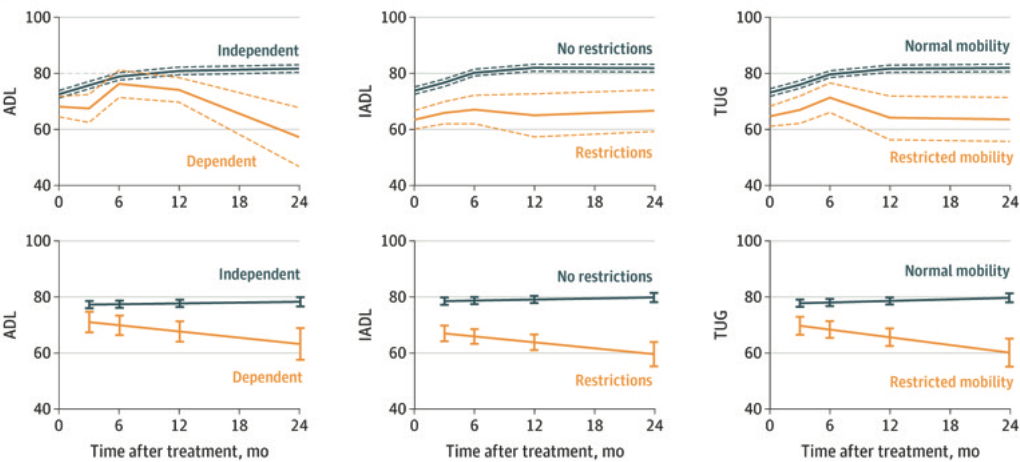 100
80
60
40
ADL
Independent
Dependent
0 6 12 18 24
100
80
60
40
IADL
No restrictions
Restrictions
0 6 12 18 24
100
80
60
40
TUG
Normal mobility
Restricted mobility
0 6 12 18 24
100
80
60
40
ADL
Independent
Dependent
0 6 12 18 24
Time after treatment, mo
100
80
60
40
IADL
No restrictions
Restrictions
0 6 12 18 24
Time after treatment, mo
100
80
60
40
TUG
Normal mobility
Restricted mobility
0 6 12 18 24
Time after treatment, mo